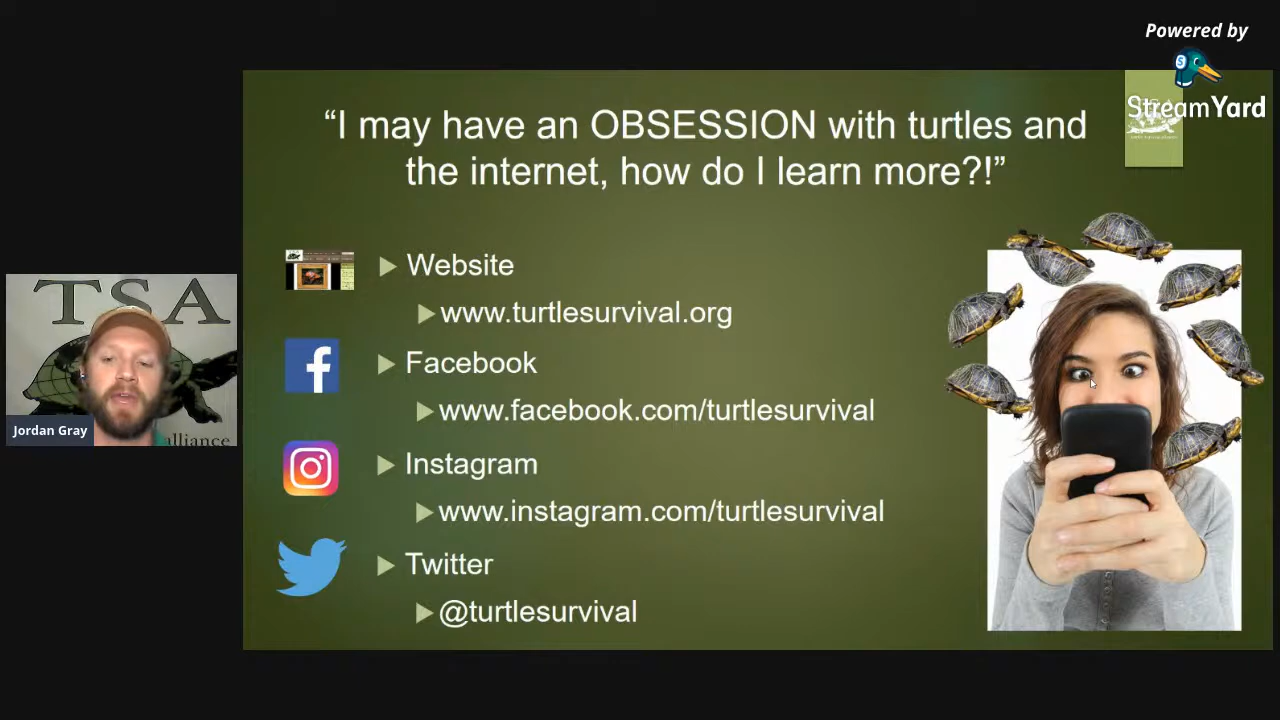 Powered by
StreamYard
“I may have an OBSESSION with turtles and
the internet, how do I learn more?!”
Website
www.turtlesurvival.org
Facebook
www.facebook.com/turtlesurvival
Instagram
www.instagram.com/turtlesurvival
Twitter
@turtlesurvival
TSA
alliance
Jordan Gray